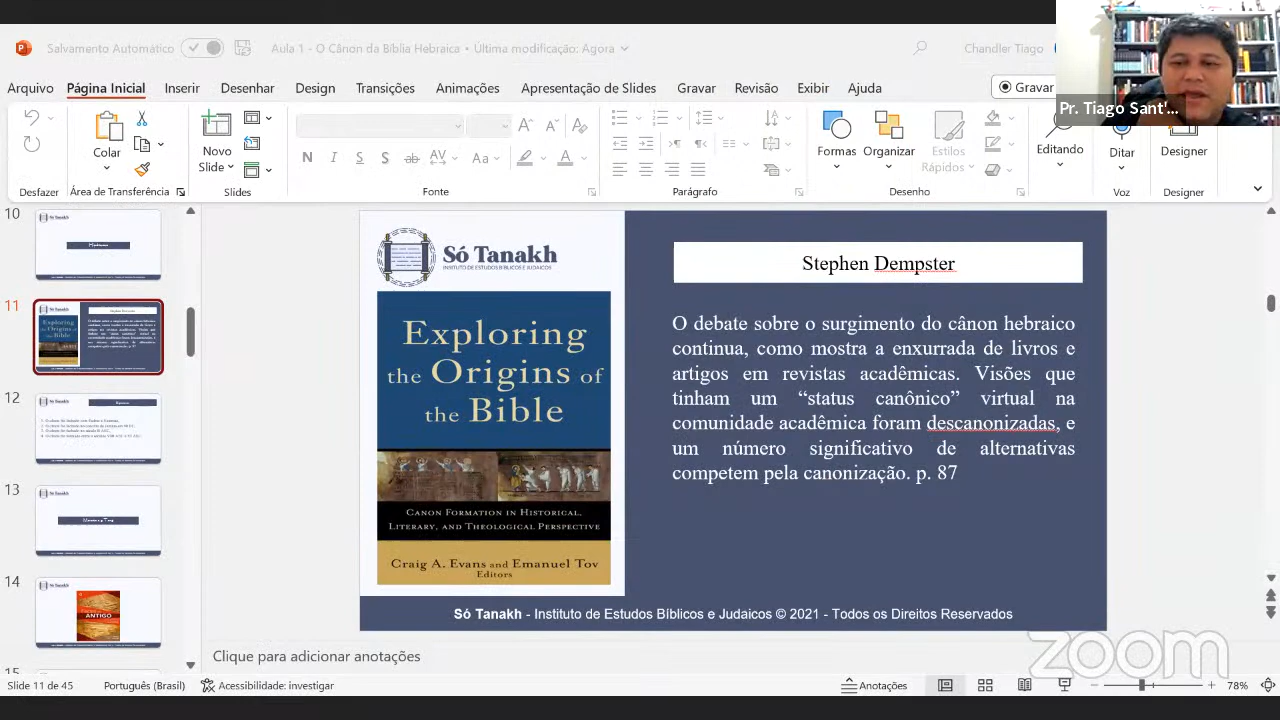 Salvamento Automático
Aula 1 - O Cânon da Bíblia Hebraica • Última modificação: Agora
Chandler Tiago
Pr. Tiago Sant'...
Arquivo
Página Inicial
Inserir
Desenhar
Design
Transições
Animações
Apresentação de Slides
Gravar
Revisão
Exibir
Ajuda
Gravar
Colar
Novo
Slide
N I S S ab AV Aa A
Formas
Organizar
Estilos
Rápidos
Editando
Ditar
Designer
Desfazer
Área de Transferência
Slides
Fonte
Parágrafo
Desenho
Voz
Designer
10
11
12
13
14
Só Tanakh
INSTITUTO DE ESTUDOS BÍBLICOS E JUDAICOS
Exploring
the Origins of
the Bible
Canon Formation in Historical,
Literary, and Theological Perspective
Craig A. Evans and Emanuel Tov
Editors
Stephen Dempster
O debate sobre o surgimento do cânon hebraico
continua, como mostra a enxurrada de livros e
artigos em revistas acadêmicas. Visões que
tinham um “status canônico” virtual na
comunidade acadêmica foram descanonizadas, e
um número significativo de alternativas
competem pela canonização. p. 87
Só Tanakh - Instituto de Estudos Bíblicos e Judaicos © 2021 - Todos os Direitos Reservados
Clique para adicionar anotações
zoom
Slide 11 de 45
Português (Brasil)
Acessibilidade: investigar
Anotações
78%